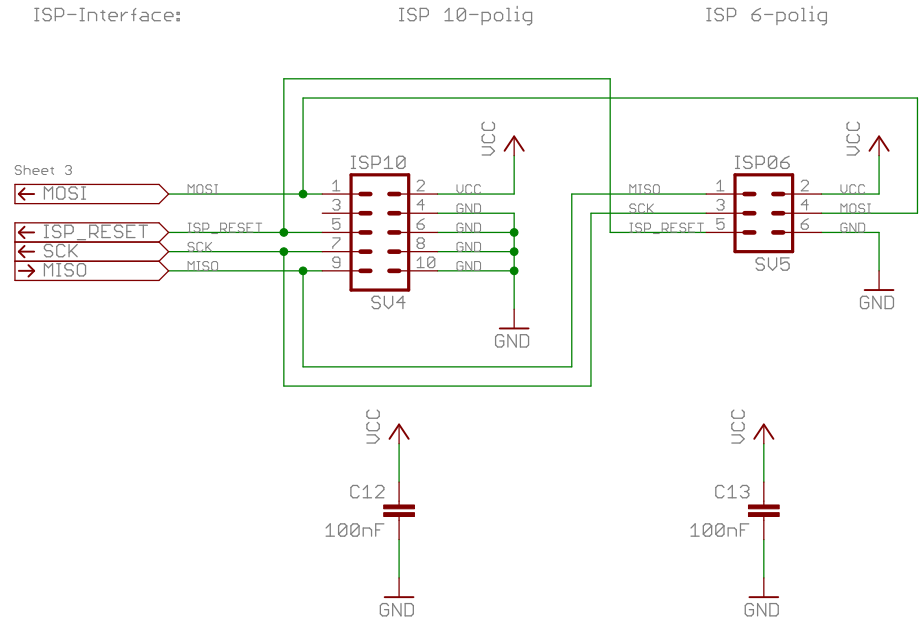 ISP-Interface: ISP 10-polig ISP 6-polig
VCC VCC
Sheet 3 ISP10 ISP06
MOSI MOSI 1 2 VCC MISO 1 2 VCC
3 4 GND SCK 3 4 MOSI
ISP_RESET ISP_RESET 5 6 GND ISP_RESET 5 6 GND
SCK SCK 7 8 GND
MISO MISO 9 10 GND SV5
SV4 GND
GND
VCC VCC
C12 C13
100nF 100nF
GND GND